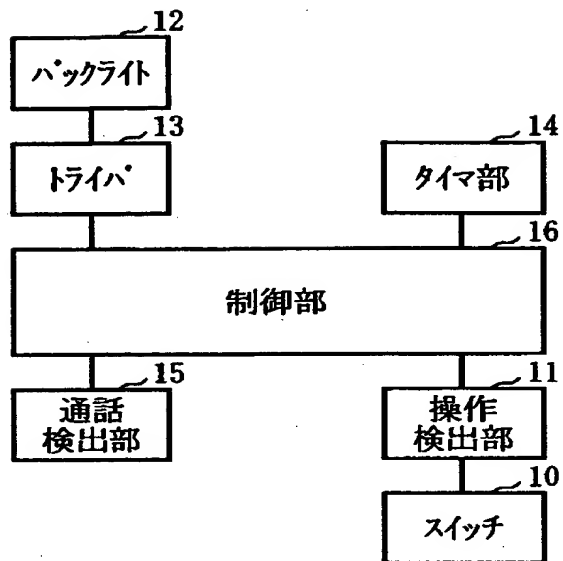 12
バックライト
13
トライバ
14
タイマ部
16
制御部
15
通話
検出部
11
操作
検出部
10
スイッチ